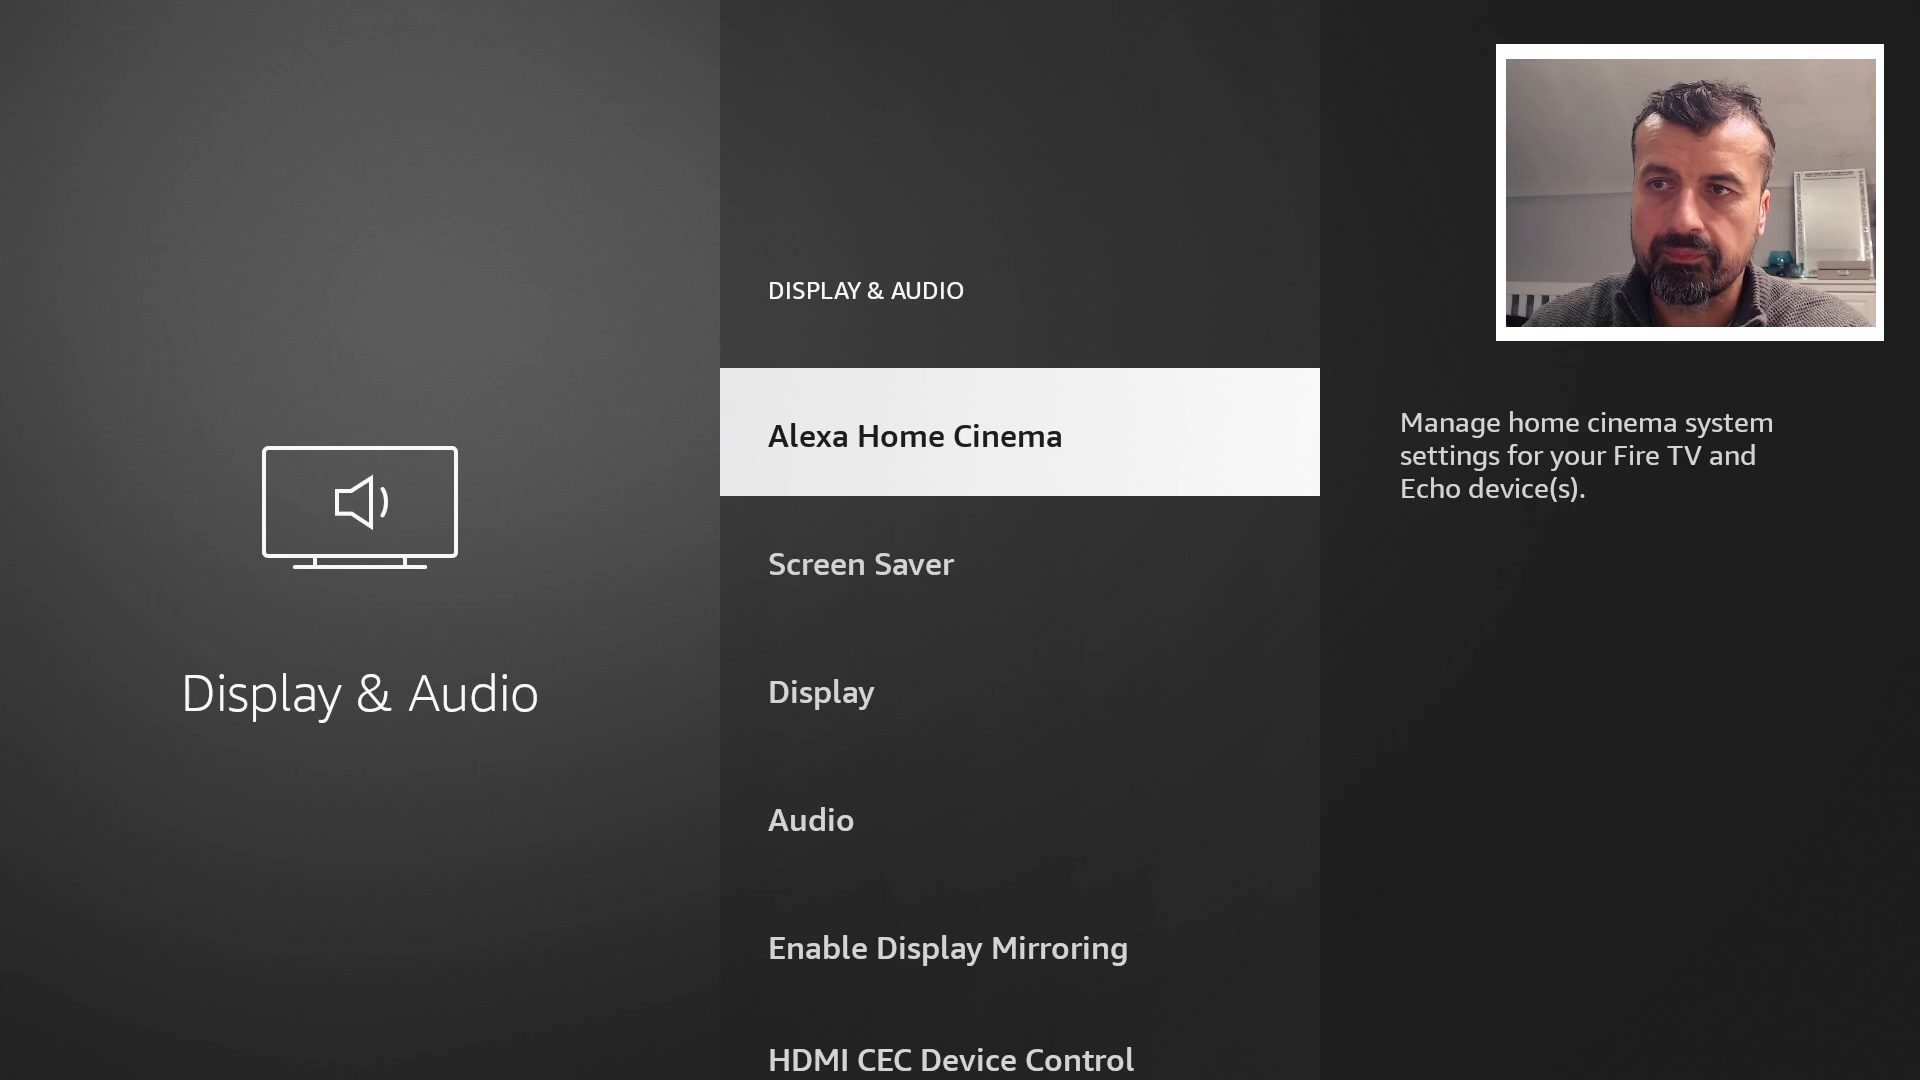 Display & Audio
DISPLAY & AUDIO
Alexa Home Cinema
Screen Saver
Display
Audio
Enable Display Mirroring
HDMI CEC Device Control
Manage home cinema system
settings for your Fire TV and
Echo device(s).